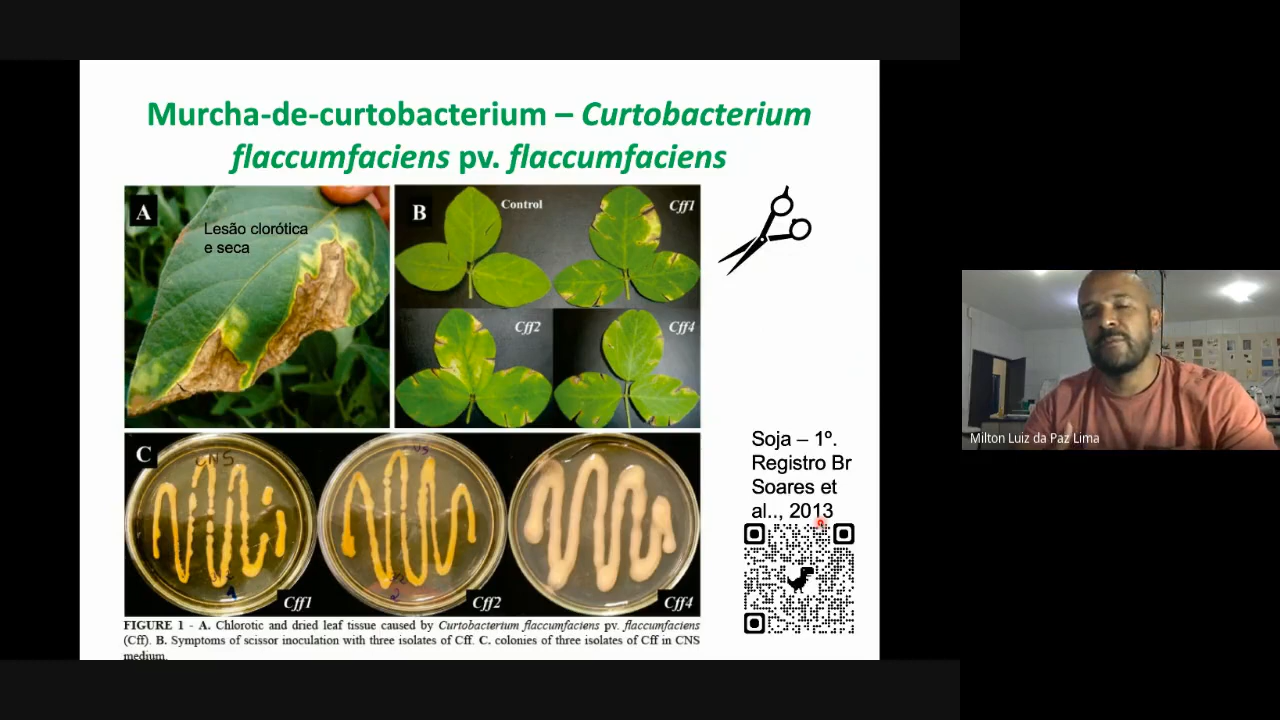 Murcha-de-curtobacterium – Curtobacterium
flaccumfaciens pv. flaccumfaciens
A
Lesão clorótica
e seca
B
Control
Cff1
Cff2
Cff4
C
CNS
Cff1
2
Cff2
Cff4
FIGURE 1 - A. Chlorotic and dried leaf tissue caused by Curtobacterium flaccumfaciens pv. flaccumfaciens
(Cff). B. Symptoms of scissor inoculation with three isolates of Cff. C. colonies of three isolates of Cff in CNS
medium.
Soja – 1º.
Registro Br
Soares et
al.., 2013
Milton Luiz da Paz Lima